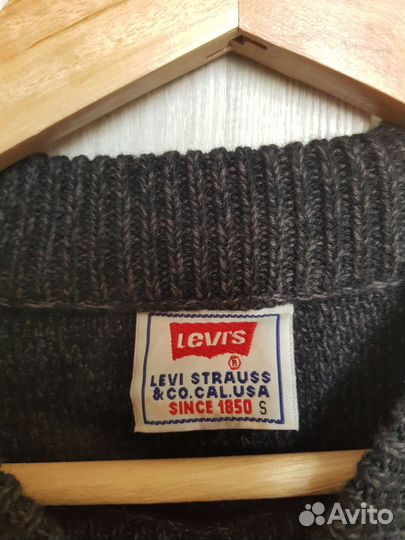 Levi's
R
LEVI STRAUSS
& CO.CAL.USA
SINCE 1850 S
Avito